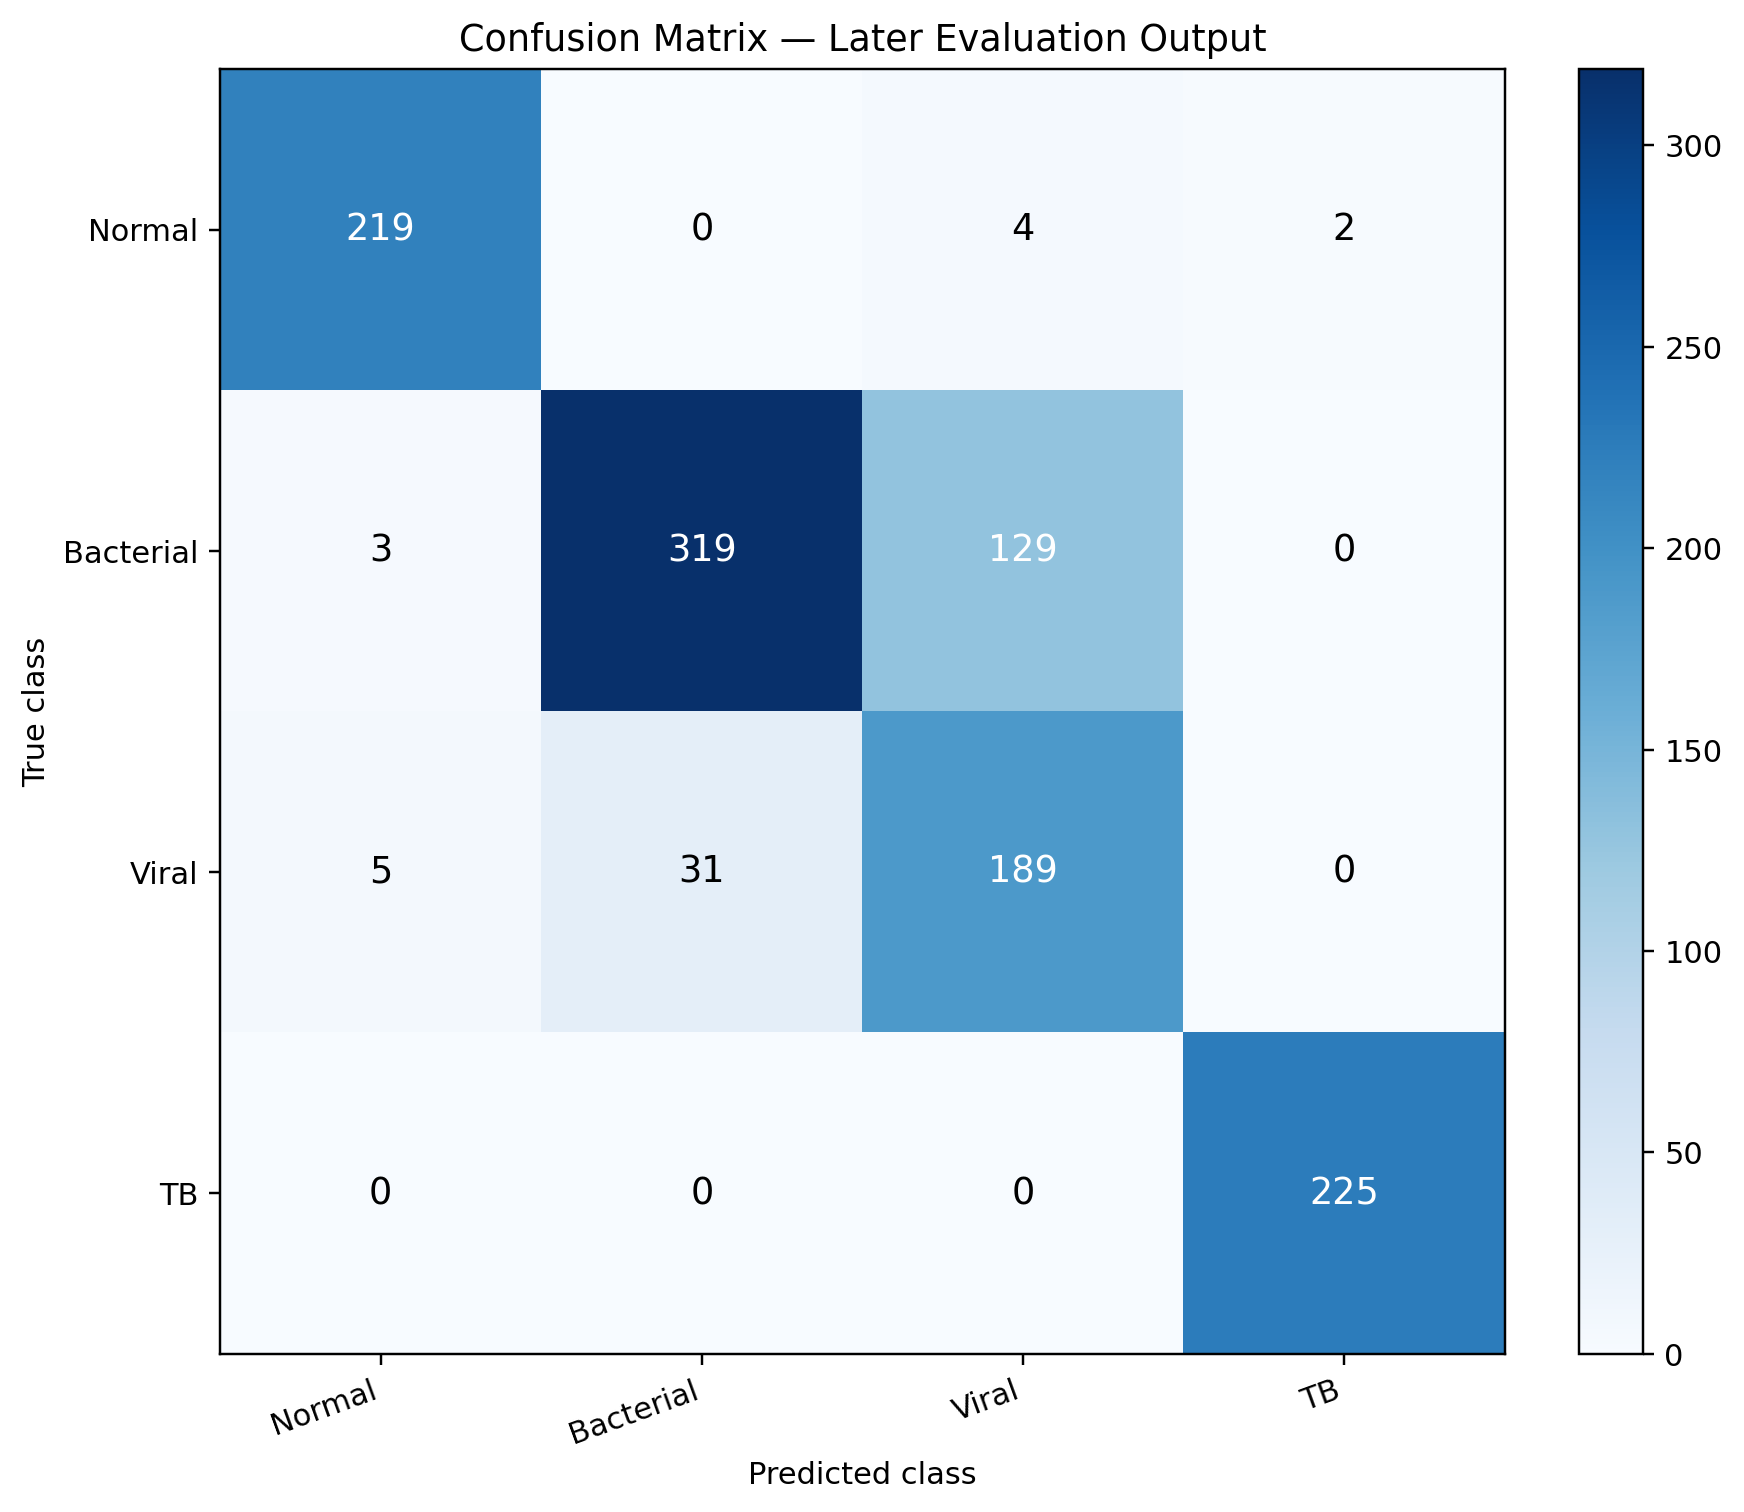 Confusion Matrix — Later Evaluation Output
Normal 219 0 4 2
Bacterial 3 319 129 0
Viral 5 31 189 0
TB 0 0 0 225
Normal Bacterial Viral TB
Predicted class
True class
300
250
200
150
100
50
0